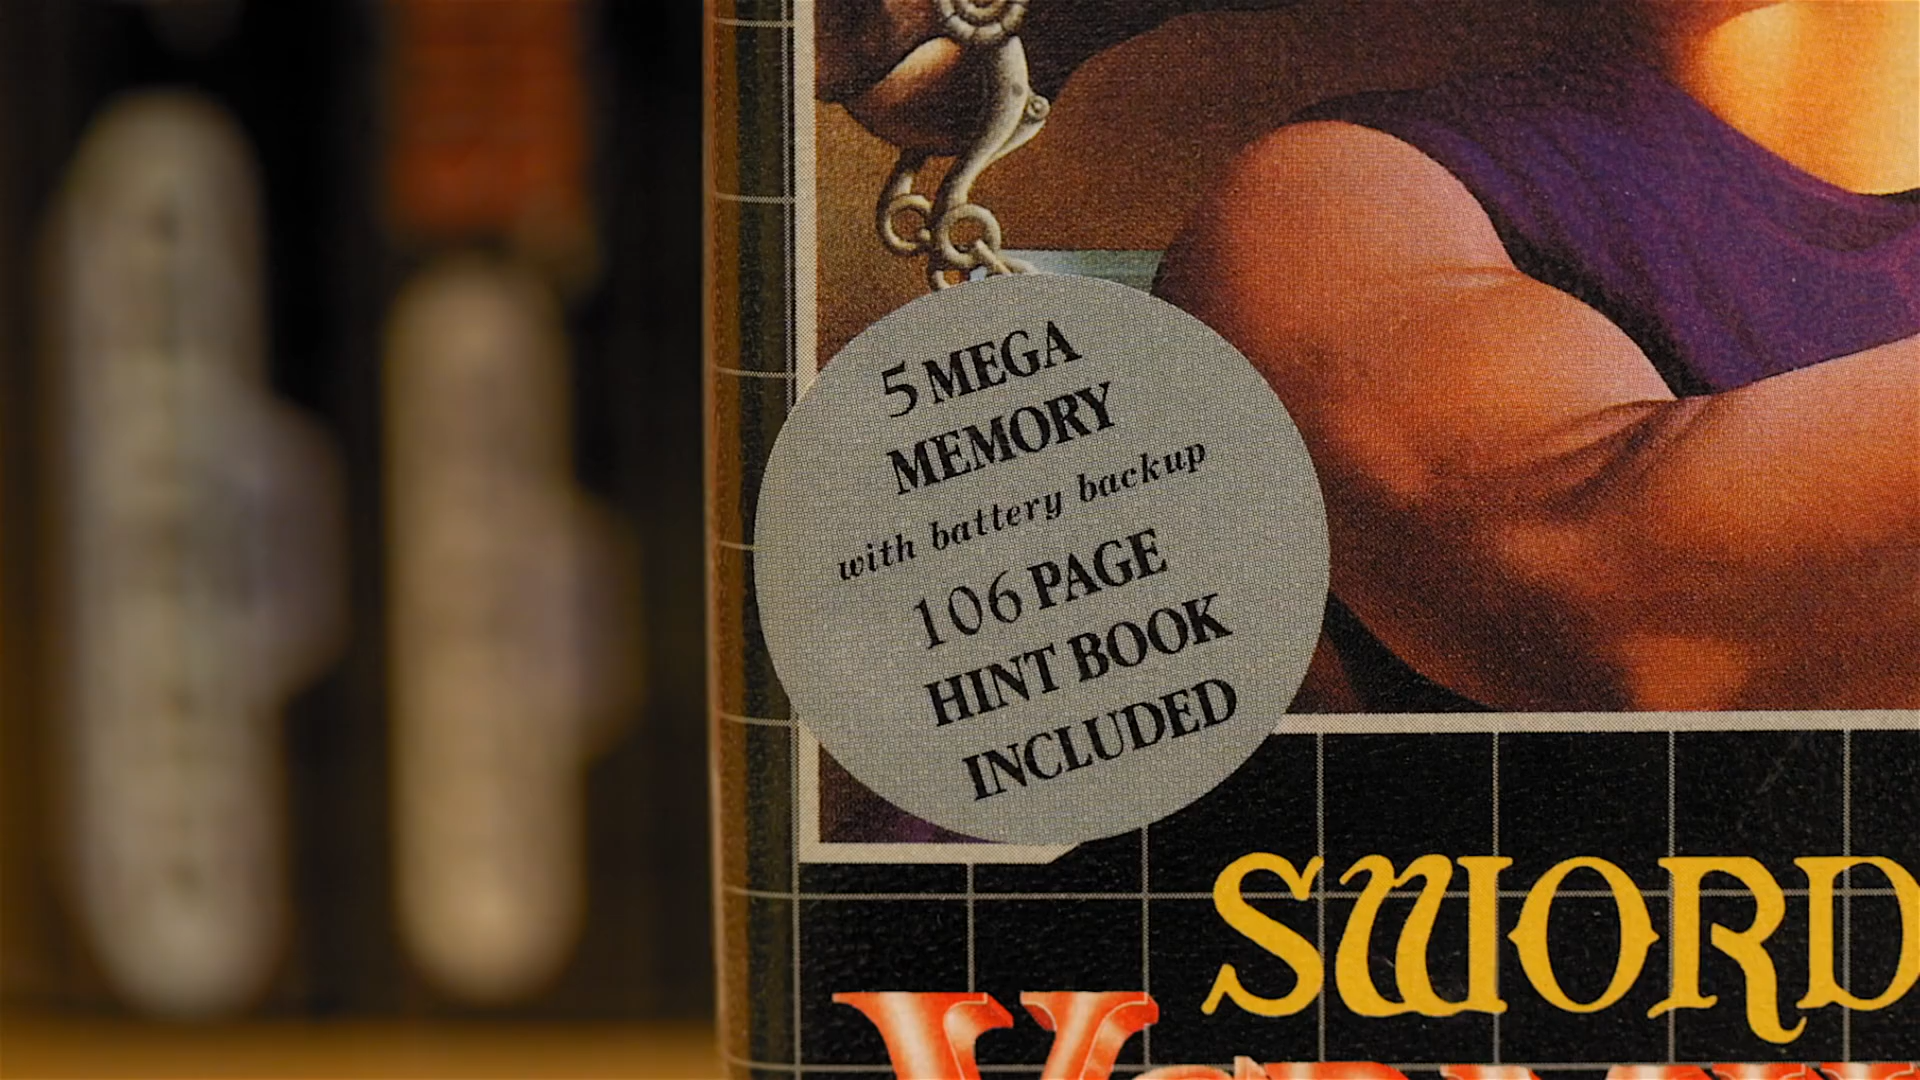 5 MEGA
MEMORY
with battery backup
106 PAGE
HINT BOOK
INCLUDED
SWORD